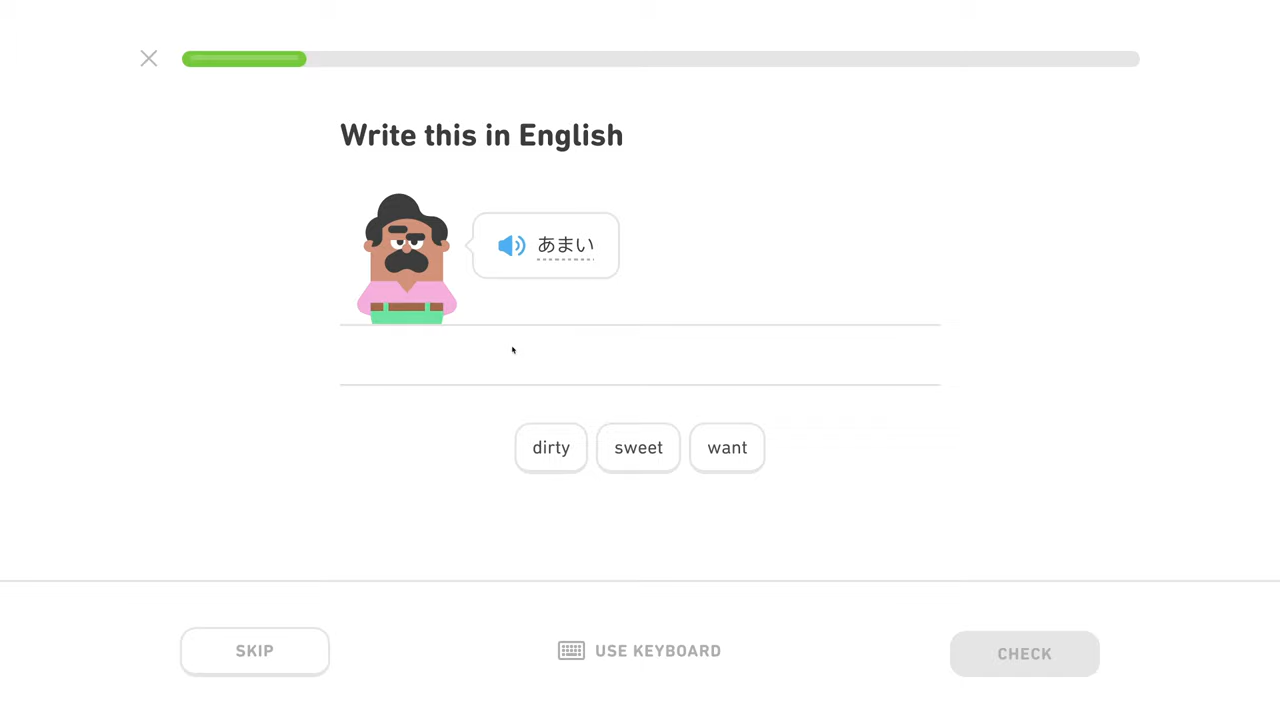 Write this in English
あまい
dirty
sweet
want
SKIP
USE KEYBOARD
CHECK